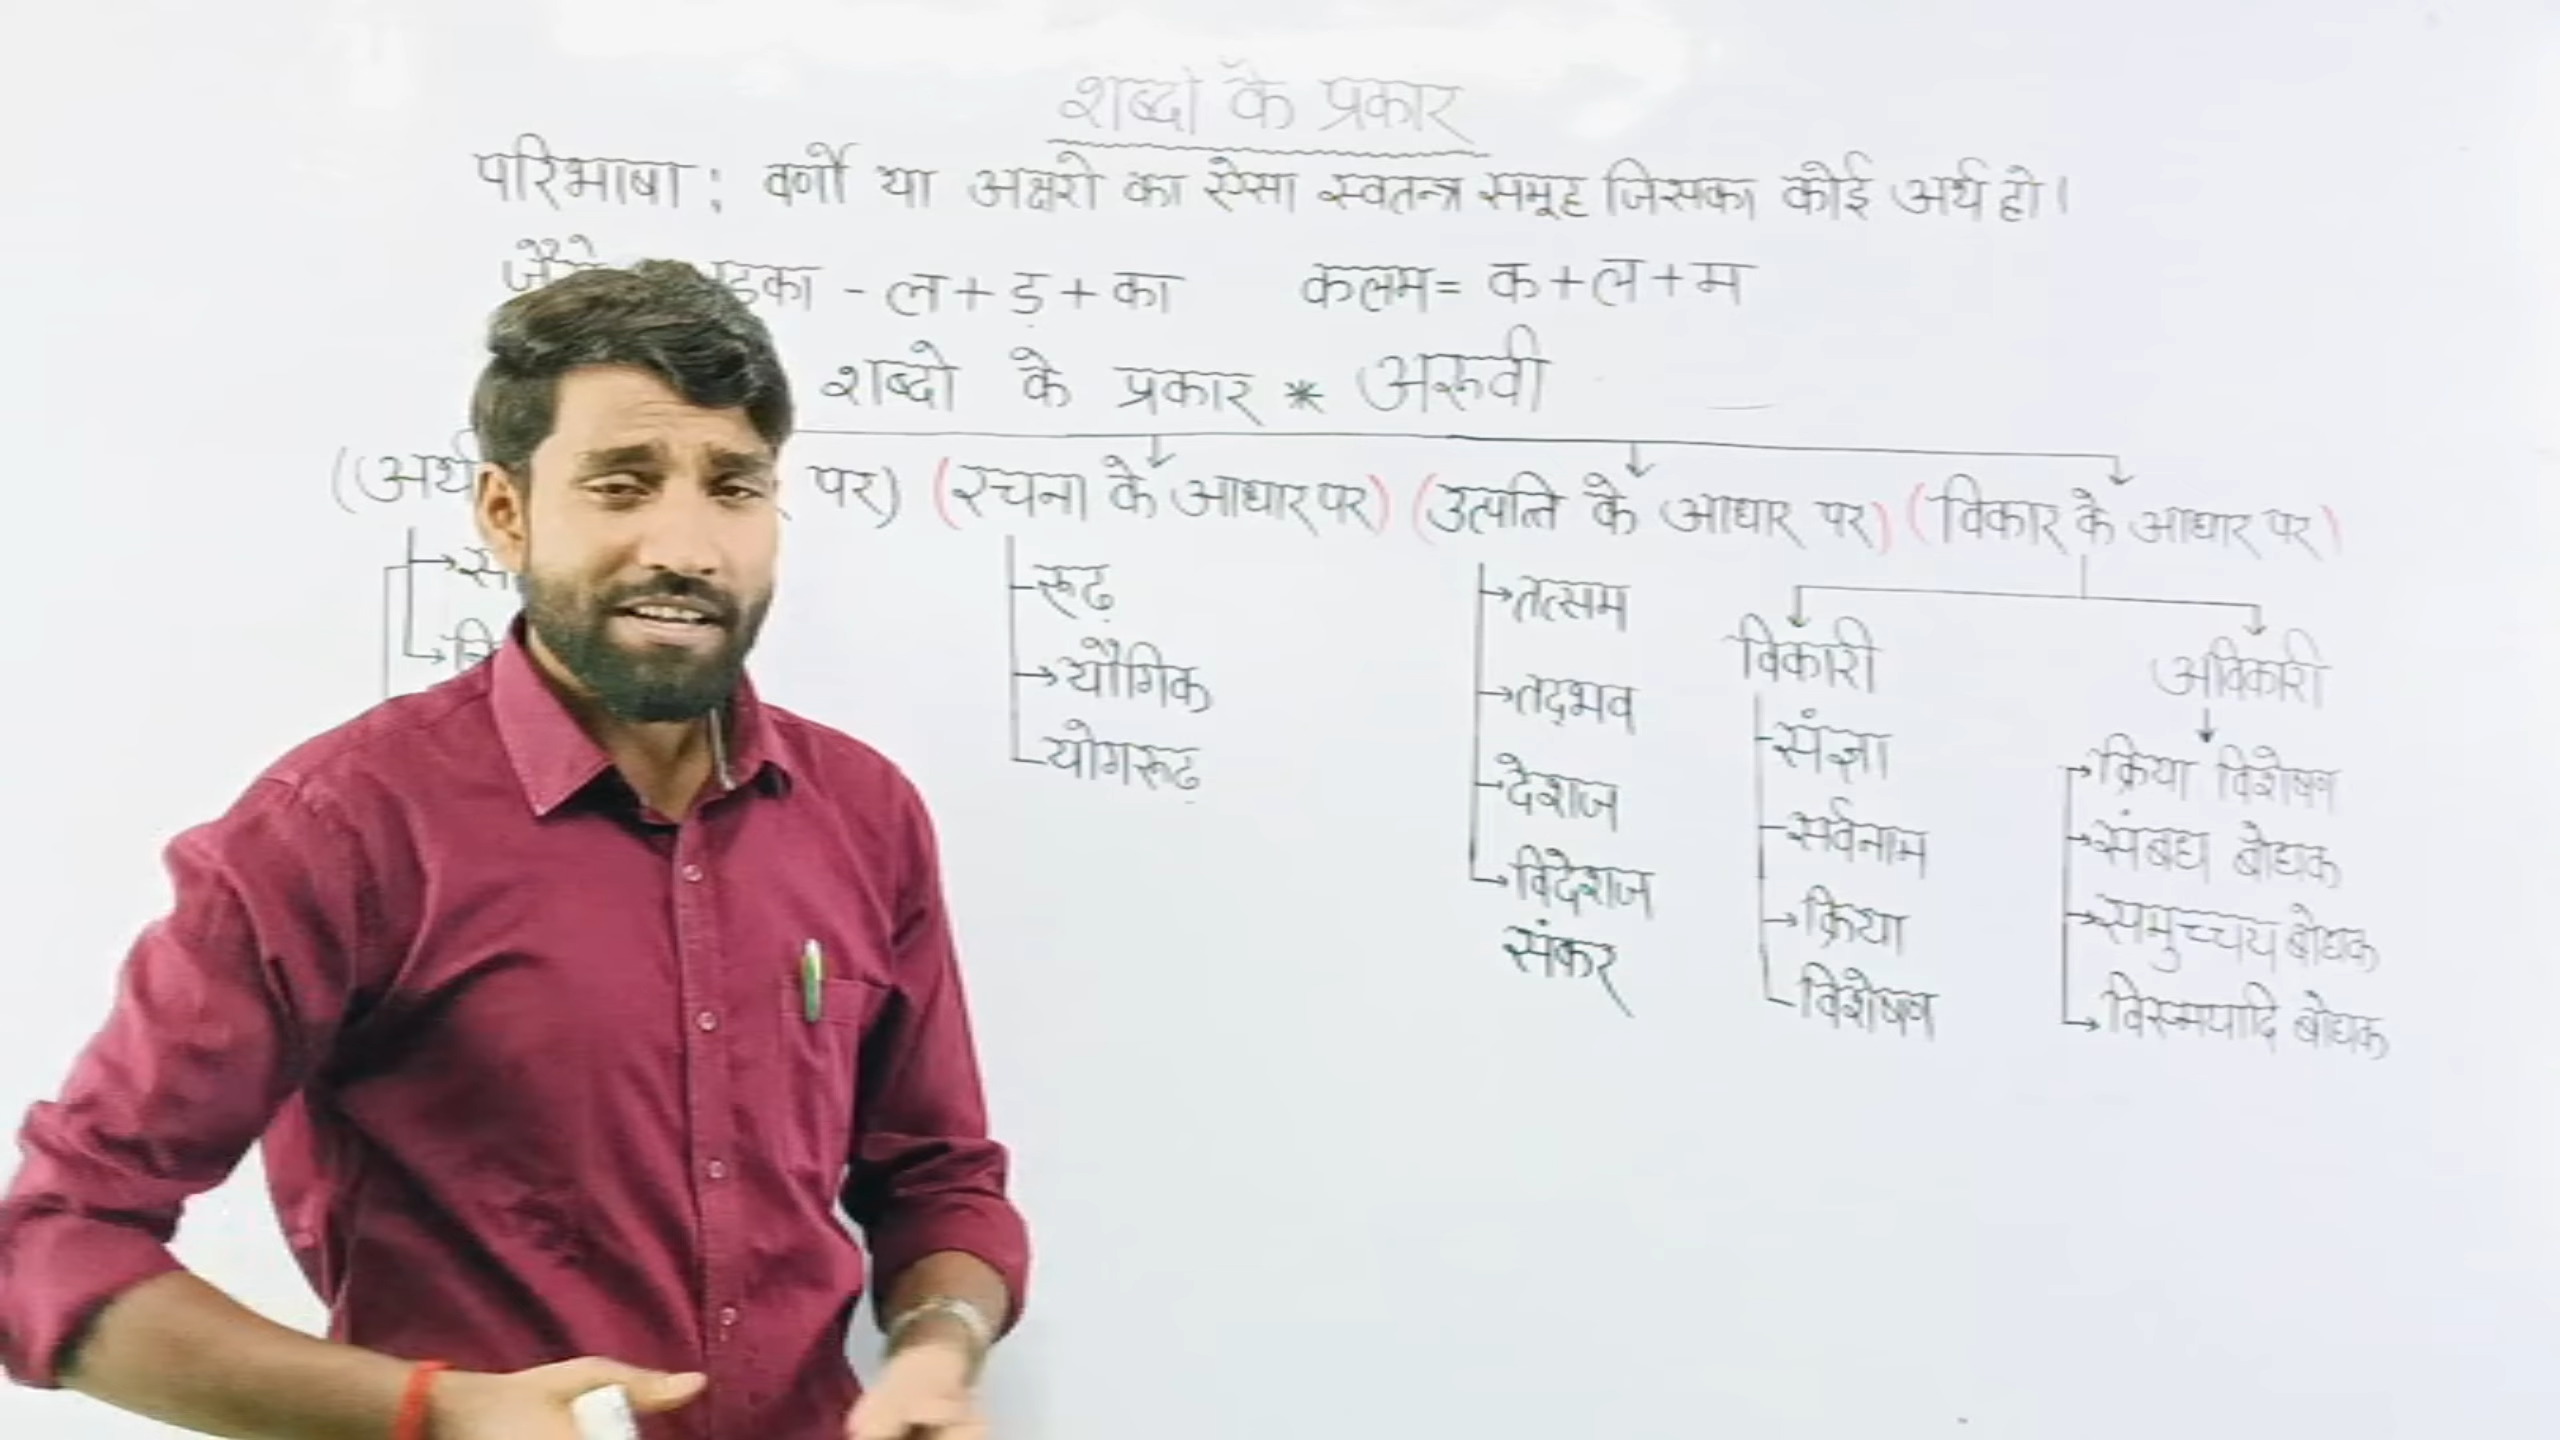 शब्दो के प्रकार
परिभाषा : वर्णो या अक्षरो का ऐसा स्वतन्त्र समूह जिसका कोई अर्थ हो।
- ल + ड़ + का कलम = क + ल + म
शब्दो के प्रकार * अरूवी
(अर्थ पर) (रचना के आधार पर) (उत्पत्ति के आधार पर) (विकार के आधार पर)
रूढ़
यौगिक
योगरूढ़
तत्सम
तद्भव
देशज
विदेशज
संकर
विकारी
संज्ञा
सर्वनाम
क्रिया
विशेषण
अविकारी
क्रिया विशेषण
संबध बोधक
समुच्चय बोधक
विस्मयादि बोधक